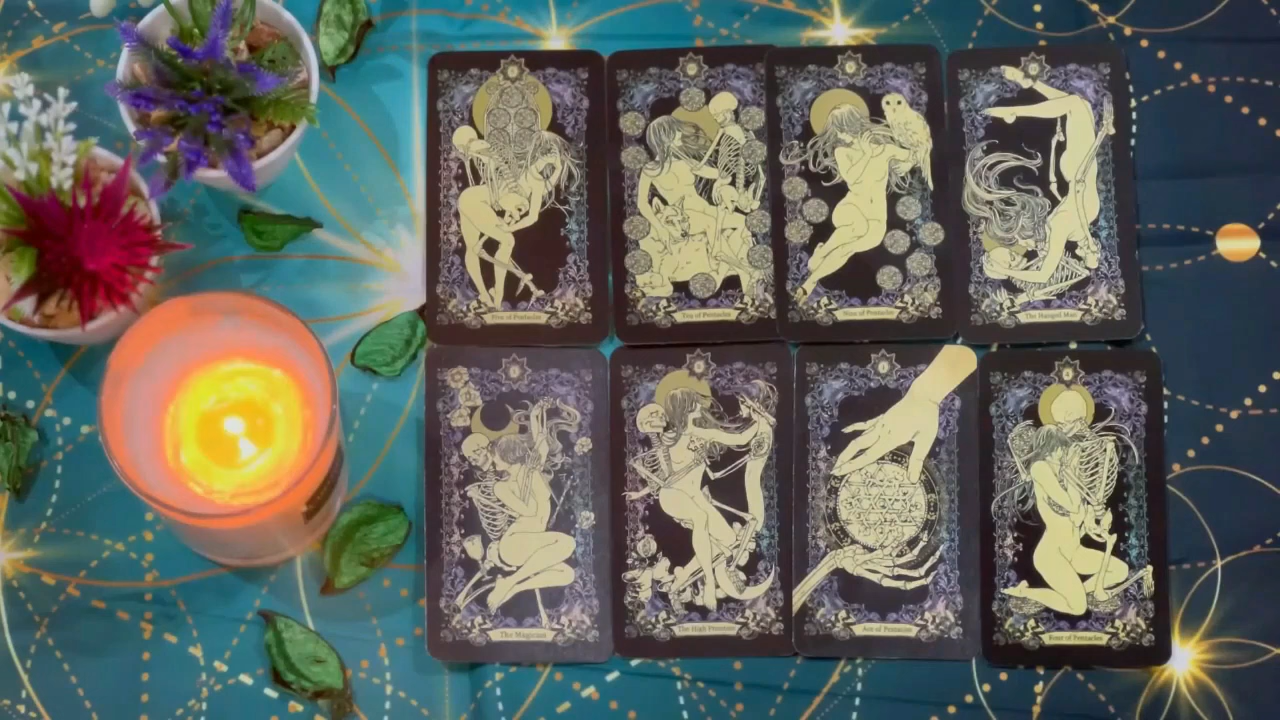 Five of Pentacles
Ten of Pentacles
Nine of Pentacles
The Hanged Man
The Magician
The High Priestess
Ace of Pentacles
Four of Pentacles